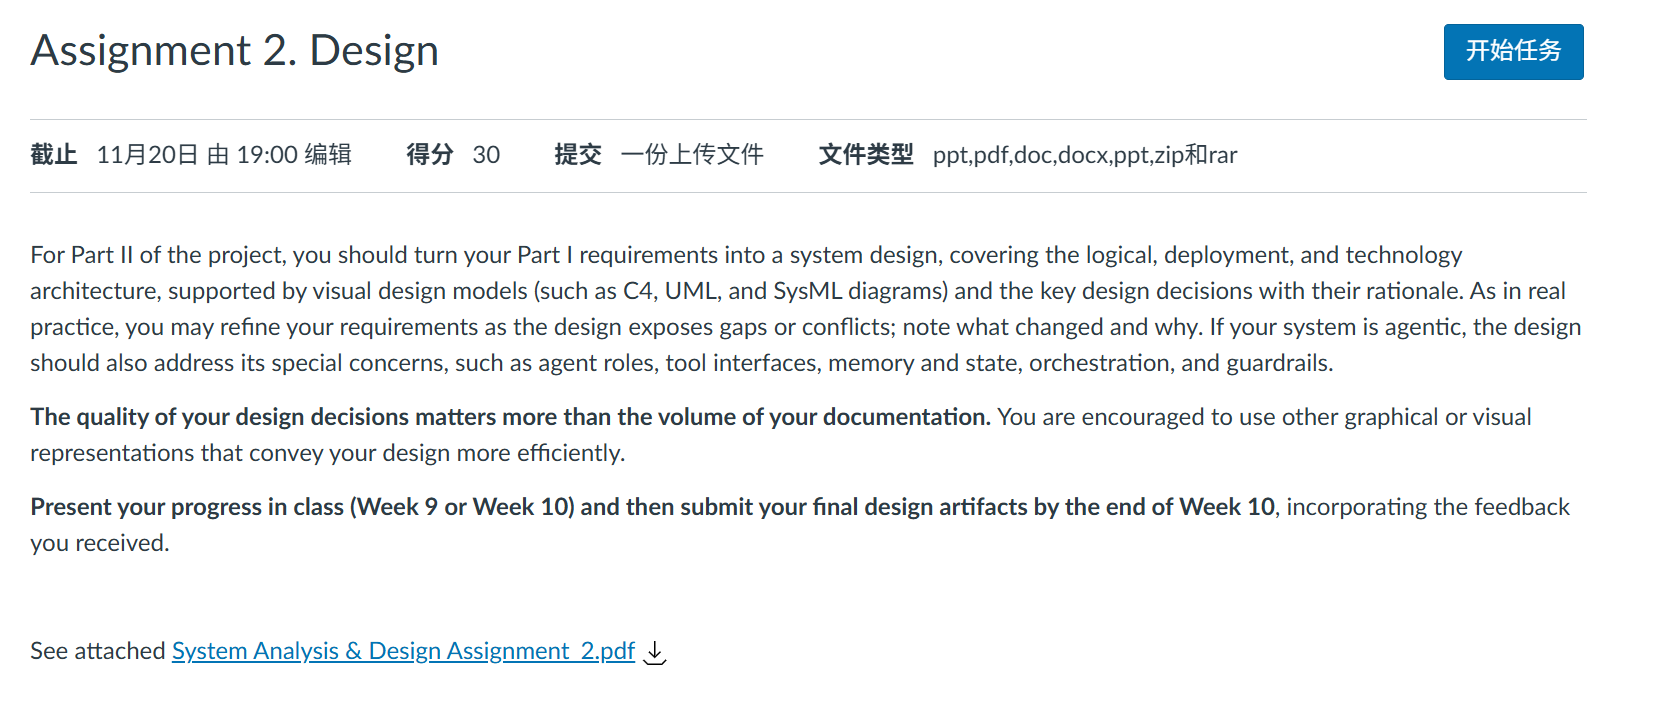 Assignment 2. Design
开始任务
截止 11月20日 由 19:00 编辑 得分 30 提交 一份上传文件 文件类型 ppt,pdf,doc,docx,ppt,zip和rar
For Part II of the project, you should turn your Part I requirements into a system design, covering the logical, deployment, and technology
architecture, supported by visual design models (such as C4, UML, and SysML diagrams) and the key design decisions with their rationale. As in real
practice, you may refine your requirements as the design exposes gaps or conflicts; note what changed and why. If your system is agentic, the design
should also address its special concerns, such as agent roles, tool interfaces, memory and state, orchestration, and guardrails.
The quality of your design decisions matters more than the volume of your documentation. You are encouraged to use other graphical or visual
representations that convey your design more efficiently.
Present your progress in class (Week 9 or Week 10) and then submit your final design artifacts by the end of Week 10, incorporating the feedback
you received.
See attached System Analysis & Design Assignment_2.pdf